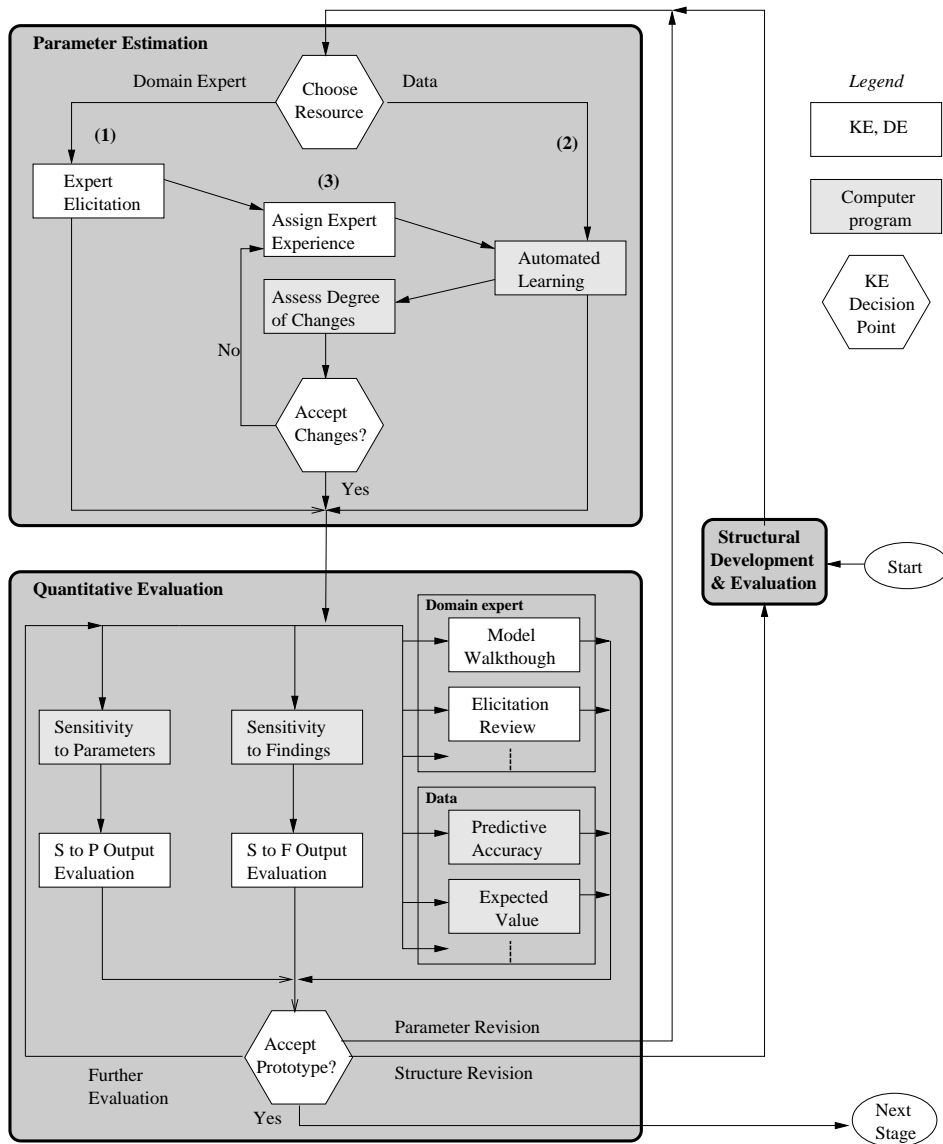 Parameter Estimation
Domain Expert
Choose
Resource
Data
(1)
(2)
Expert
Elicitation
(3)
Assign Expert
Experience
Automated
Learning
Assess Degree
of Changes
No
Accept
Changes?
Yes
Legend
KE, DE
Computer
program
KE
Decision
Point
Structural
Development
& Evaluation
Start
Quantitative Evaluation
Domain expert
Model
Walkthough
Elicitation
Review
Sensitivity
to Parameters
Sensitivity
to Findings
Data
Predictive
Accuracy
Expected
Value
S to P Output
Evaluation
S to F Output
Evaluation
Accept
Prototype?
Parameter Revision
Structure Revision
Further
Evaluation
Yes
Next
Stage